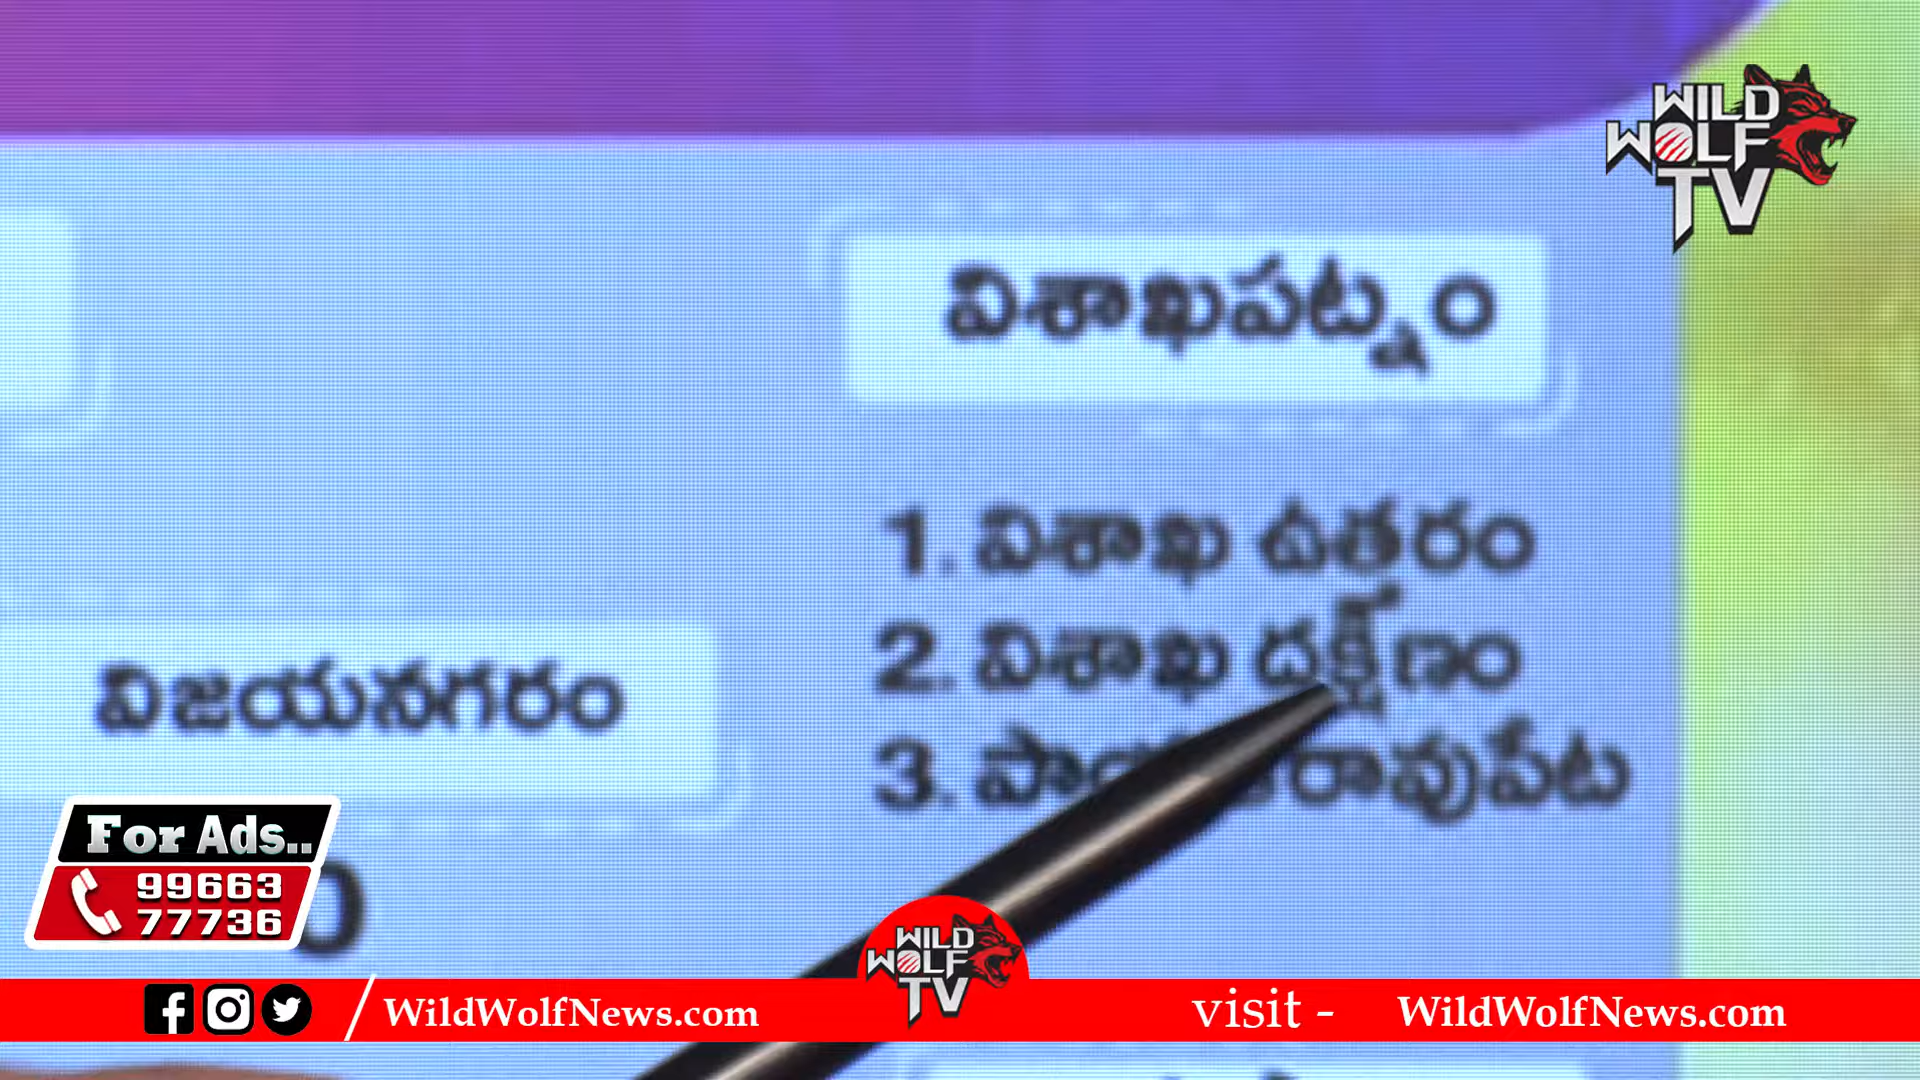 WILD
WOLF
TV
విశాఖపట్నం
1. విశాఖ ఉత్తరం
2. విశాఖ దక్షిణం
3. రావుపేట
విజయనగరం
0
For Ads..
99663
77736
WILD
WOLF
TV
WildWolfNews.com
visit - WildWolfNews.com